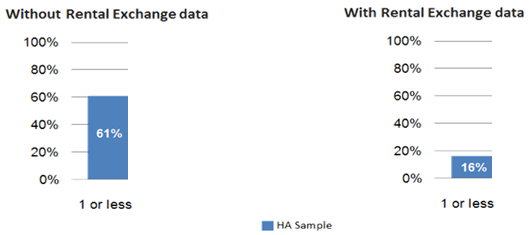 Without Rental Exchange data
100%
80%
60%
40%
20%
0%
61%
1 or less
With Rental Exchange data
100%
80%
60%
40%
20%
0%
16%
1 or less
HA Sample